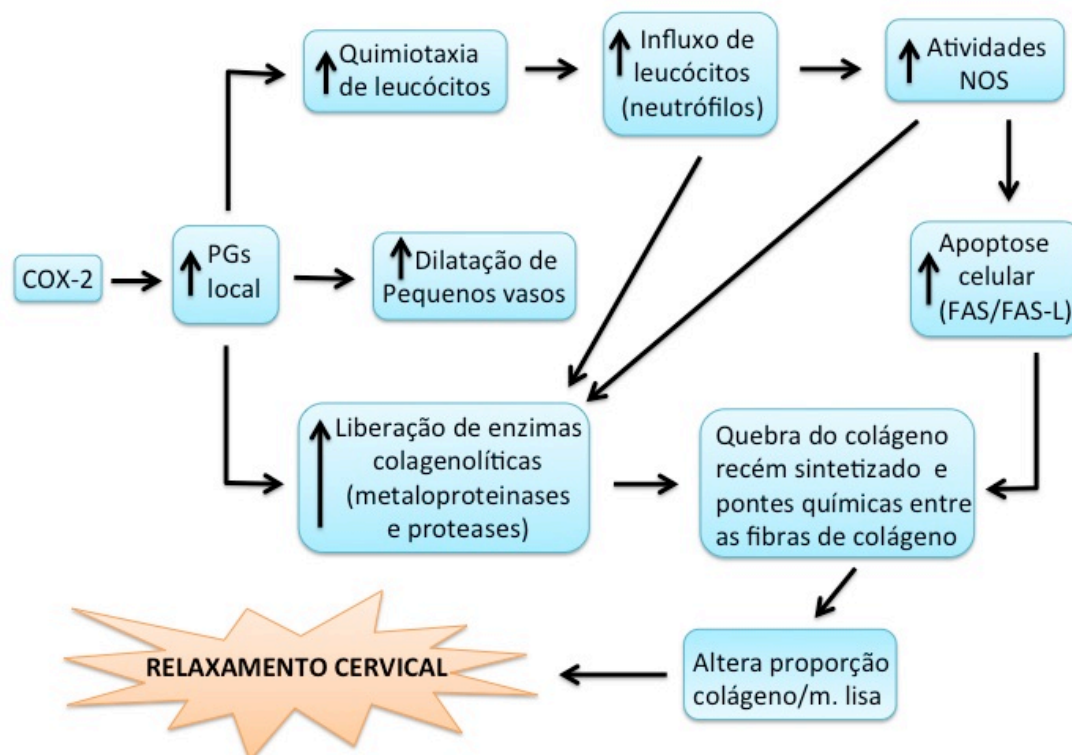 Quimiotaxia
de leucócitos
Influxo de
leucócitos
(neutrófilos)
Atividades
NOS
COX-2
PGs
local
Dilatação de
Pequenos vasos
Apoptose
celular
(FAS/FAS-L)
Liberação de enzimas
colagenolíticas
(metaloproteinases
e proteases)
Quebra do colágeno
recém sintetizado e
pontes químicas entre
as fibras de colágeno
RELAXAMENTO CERVICAL
Altera proporção
colágeno/m. lisa